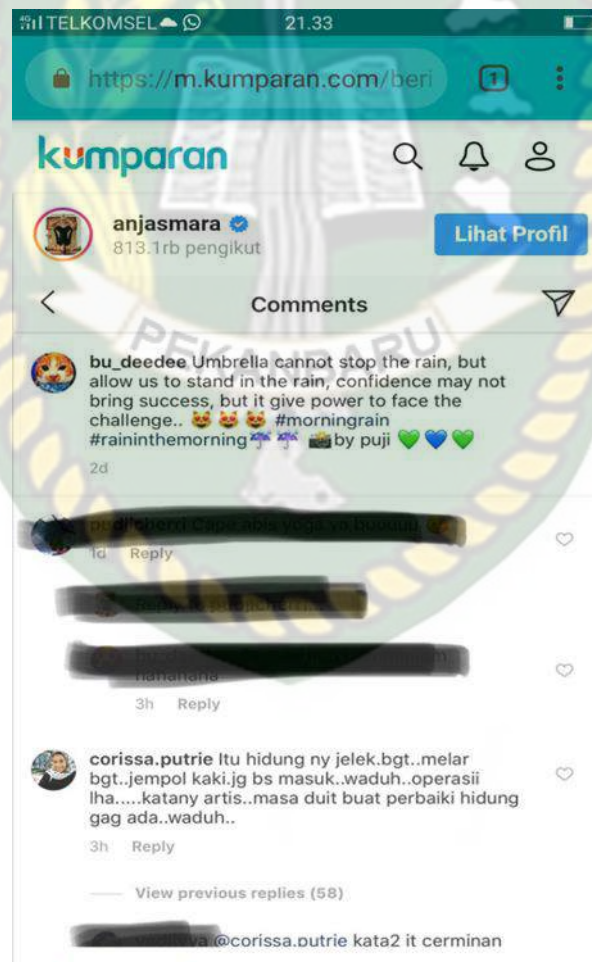 TELKOMSEL
21.33
https://m.kumparan.com/beri
1
kumparan
anjasmara
813.1rb pengikut
Lihat Profil
Comments
PEKANBARU
bu_deedee Umbrella cannot stop the rain, but
allow us to stand in the rain, confidence may not
bring success, but it give power to face the
challenge.. 😻 😻 😻 #morningrain
#raininthemorning☔ ☔ 📸by puji 💚 💙 💚
2d
1d Reply
hahahaha
3h Reply
corissa.putrie Itu hidung ny jelek.bgt..melar
bgt..jempol kaki.jg bs masuk..waduh..operasii
lha.....katany artis..masa duit buat perbaiki hidung
gag ada..waduh..
3h Reply
View previous replies (58)
@corissa.putrie kata2 it cerminan